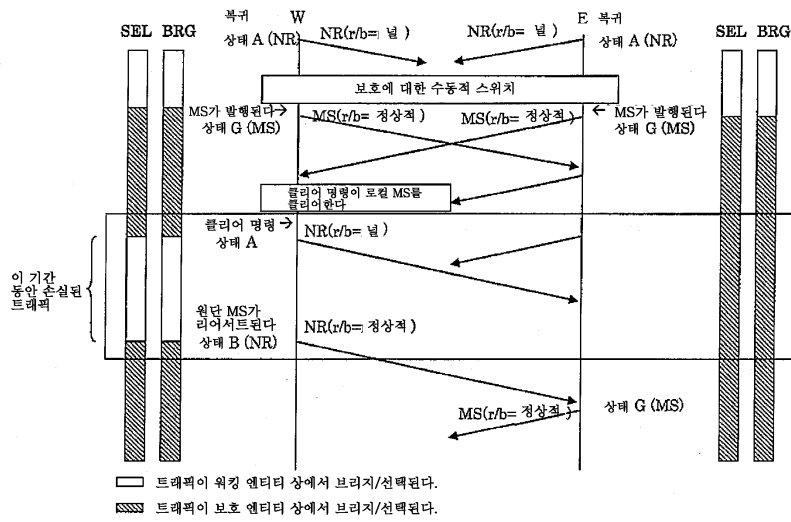 복귀 W E 복귀
SEL BRG 상태 A (NR) NR(r/b= 널 ) NR(r/b= 널 ) 상태 A (NR) SEL BRG
보호에 대한 수동적 스위치
MS가 발행된다
상태 G (MS)
MS(r/b= 정상적 ) MS(r/b= 정상적 )
MS가 발행된다
상태 G (MS)
클리어 명령이 로컬 MS를
클리어한다
클리어 명령
상태 A
NR(r/b= 널 )
이 기간
동안 손실된
트래픽
원단 MS가
리어서트된다
상태 B (NR)
NR(r/b= 정상적 )
MS(r/b= 정상적 ) 상태 G (MS)
트래픽이 워킹 엔티티 상에서 브리지/선택된다.
트래픽이 보호 엔티티 상에서 브리지/선택된다.